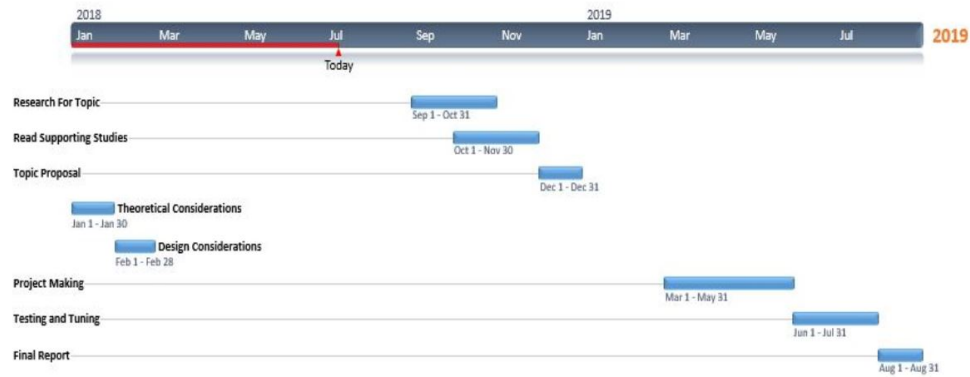 2018
2019
Jan Mar May Jul Sep Nov Jan Mar May Jul
2019
Today
Research For Topic
Sep 1 - Oct 31
Read Supporting Studies
Oct 1 - Nov 30
Topic Proposal
Dec 1 - Dec 31
Theoretical Considerations
Jan 1 - Jan 30
Design Considerations
Feb 1 - Feb 28
Project Making
Mar 1 - May 31
Testing and Tuning
Jun 1 - Jul 31
Final Report
Aug 1 - Aug 31